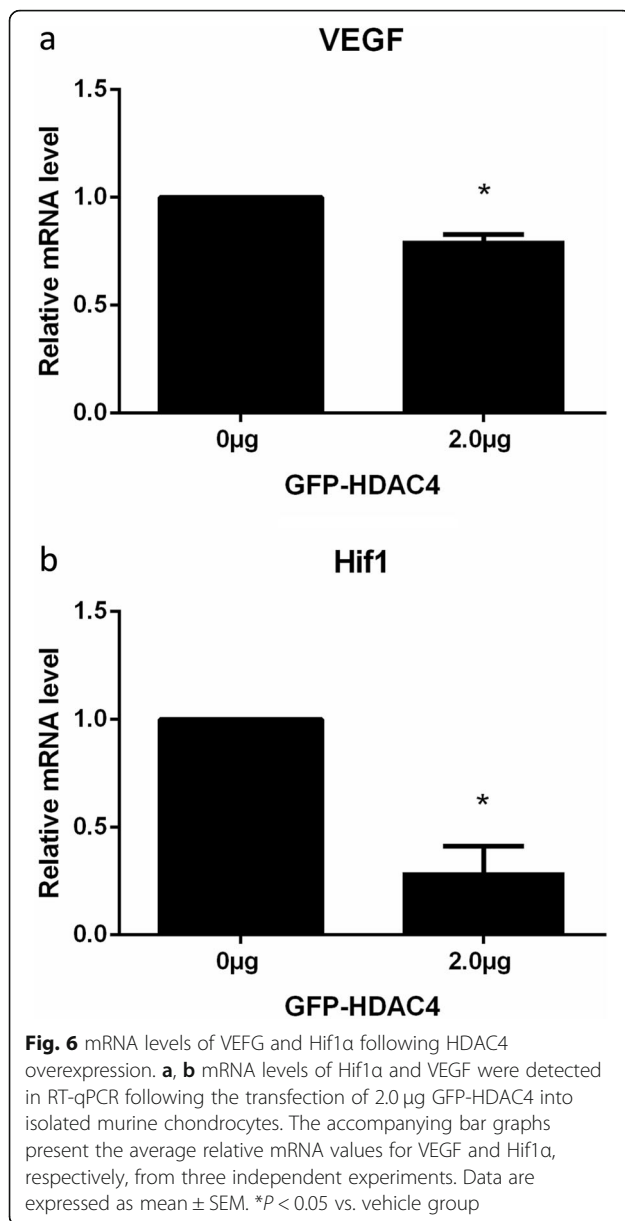 a
VEGF
Relative mRNA level
1.5
1.0
0.5
0.0
*
0µg
2.0µg
GFP-HDAC4
b
Hif1
Relative mRNA level
1.5
1.0
0.5
0.0
*
0µg
2.0µg
GFP-HDAC4
Fig. 6 mRNA levels of VEFG and Hif1α following HDAC4
overexpression. a, b mRNA levels of Hif1α and VEGF were detected
in RT-qPCR following the transfection of 2.0 µg GFP-HDAC4 into
isolated murine chondrocytes. The accompanying bar graphs
present the average relative mRNA values for VEGF and Hif1α,
respectively, from three independent experiments. Data are
expressed as mean ± SEM. *P < 0.05 vs. vehicle group